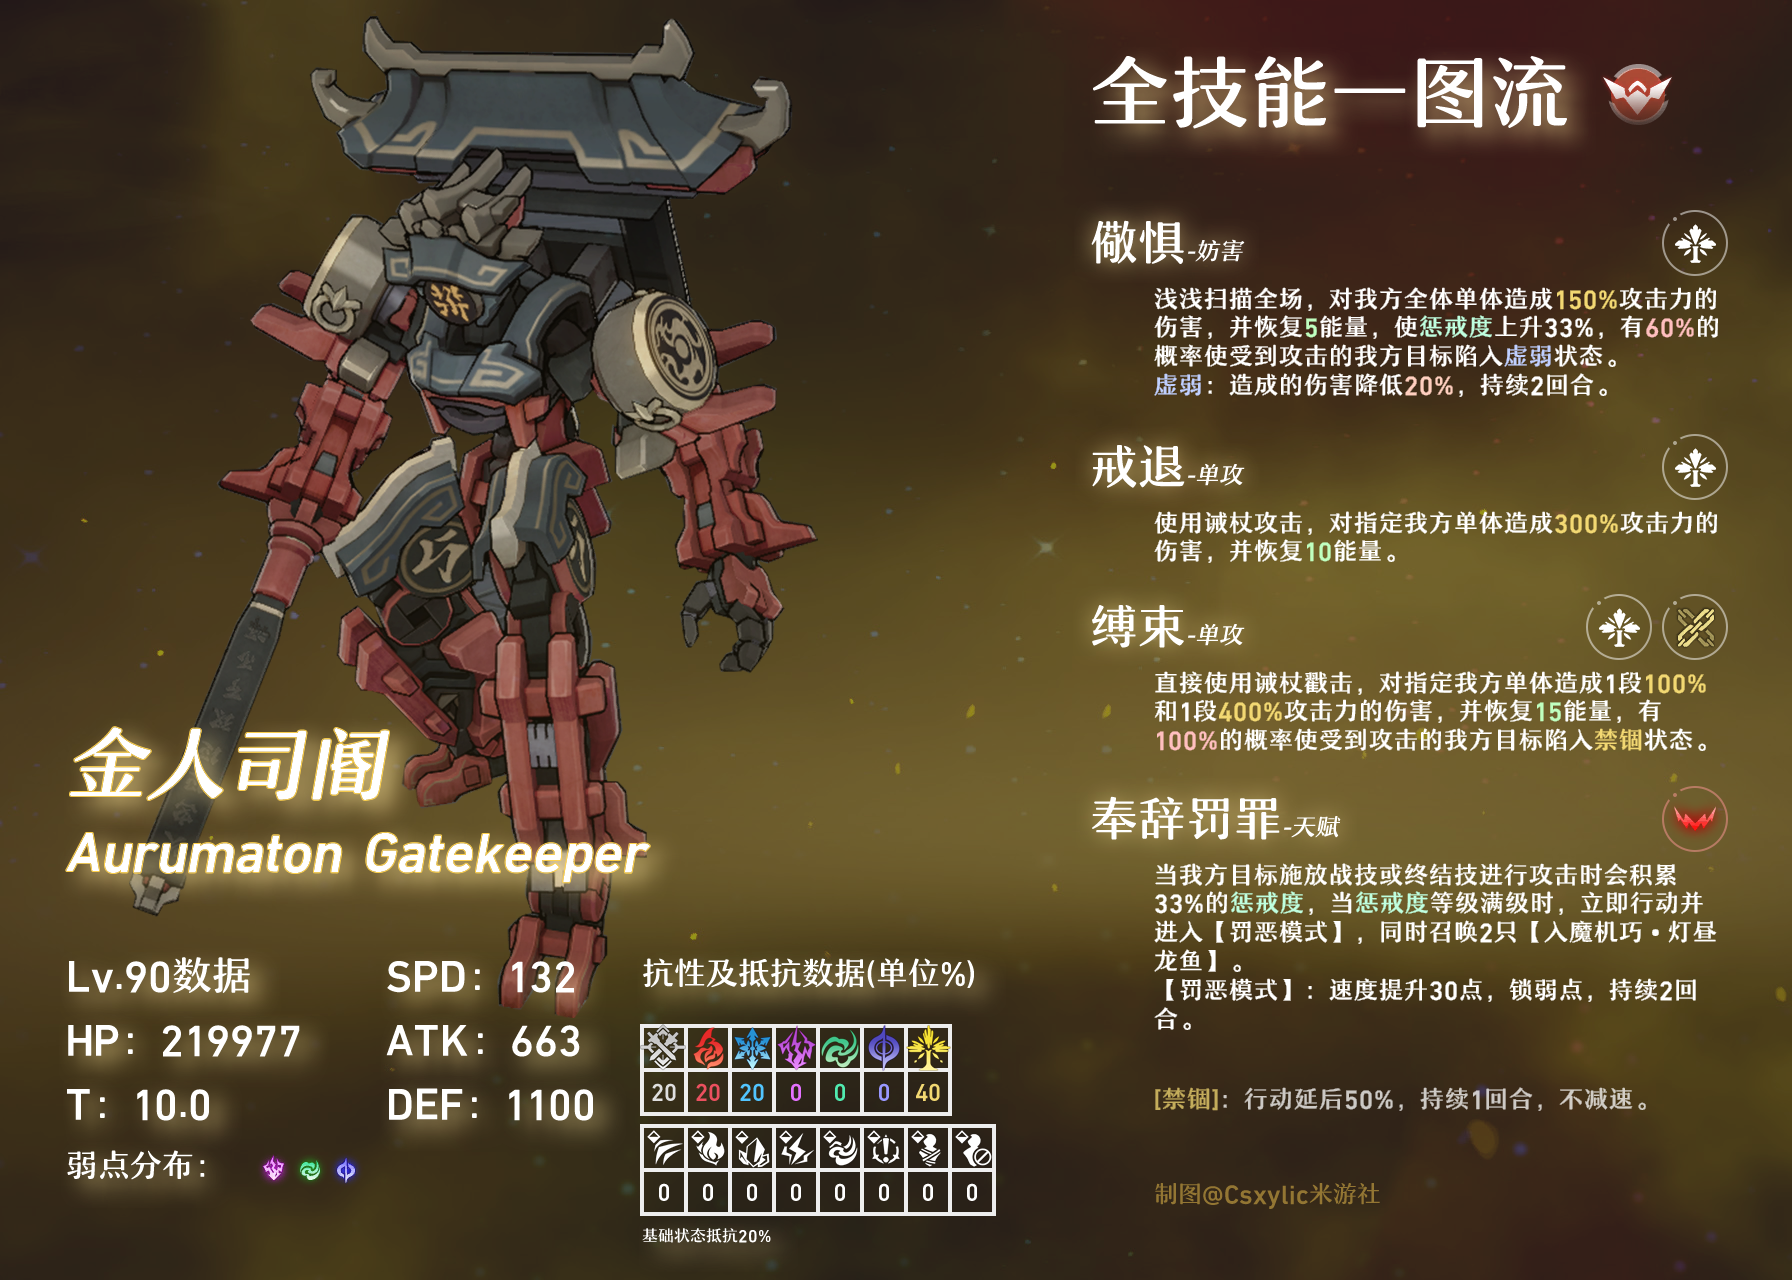 全技能一图流
儆惧-妨害
浅浅扫描全场，对我方全体单体造成150%攻击力的
伤害，并恢复5能量，使惩戒度上升33%，有60%的
概率使受到攻击的我方目标陷入虚弱状态。
虚弱：造成的伤害降低20%，持续2回合。
戒退-单攻
使用诫杖攻击，对指定我方单体造成300%攻击力的
伤害，并恢复10能量。
缚束-单攻
直接使用诫杖戳击，对指定我方单体造成1段100%
和1段400%攻击力的伤害，并恢复15能量，有
100%的概率使受到攻击的我方目标陷入禁锢状态。
奉辞罚罪-天赋
当我方目标施放战技或终结技进行攻击时会积累
33%的惩戒度，当惩戒度等级满级时，立即行动并
进入【罚恶模式】，同时召唤2只【入魔机巧·灯昼
龙鱼】。
【罚恶模式】：速度提升30点，锁弱点，持续2回
合。
[禁锢]：行动延后50%，持续1回合，不减速。
制图@Csxylic米游社
金人司阍
Aurumaton Gatekeeper
Lv.90数据
SPD：132
HP：219977
ATK：663
T：10.0
DEF：1100
弱点分布：
抗性及抵抗数据(单位%)
20 20 20 0 0 0 40
0 0 0 0 0 0 0 0
基础状态抵抗20%